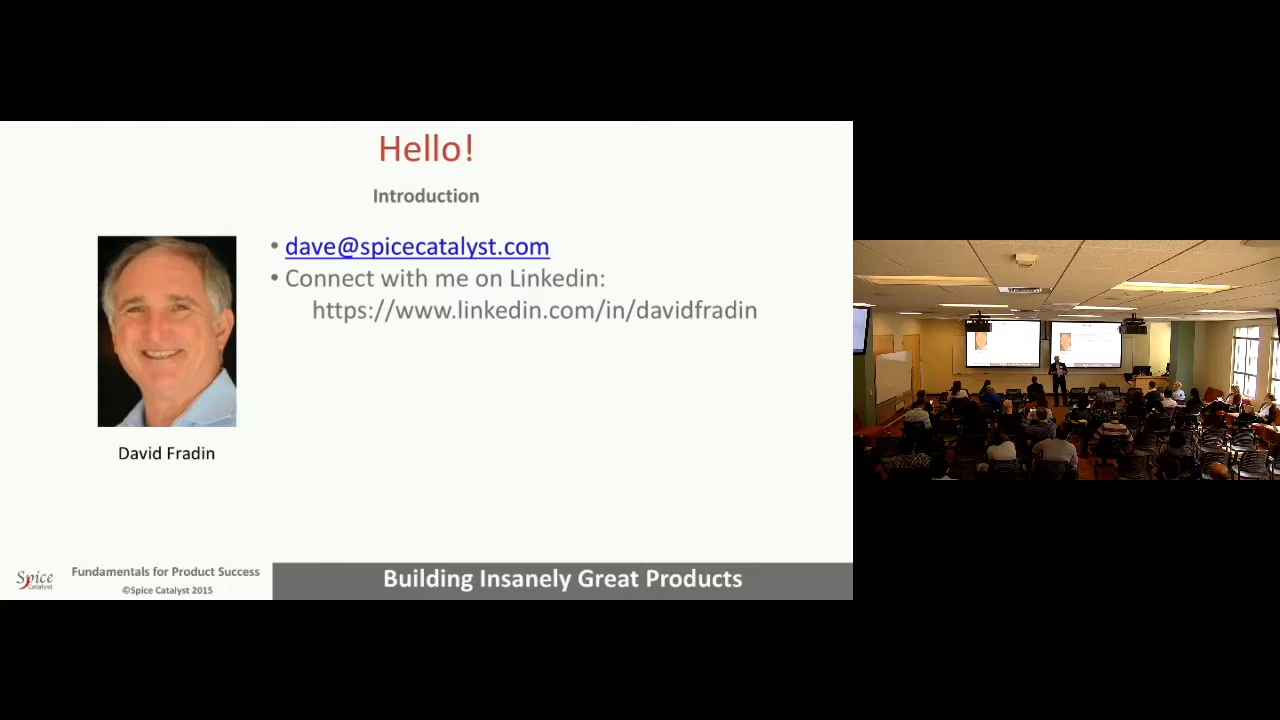 Hello!
Introduction
• dave@spicecatalyst.com
• Connect with me on Linkedin:
https://www.linkedin.com/in/davidfradin
David Fradin
Spice
Catalyst
Fundamentals for Product Success
©Spice Catalyst 2015
Building Insanely Great Products